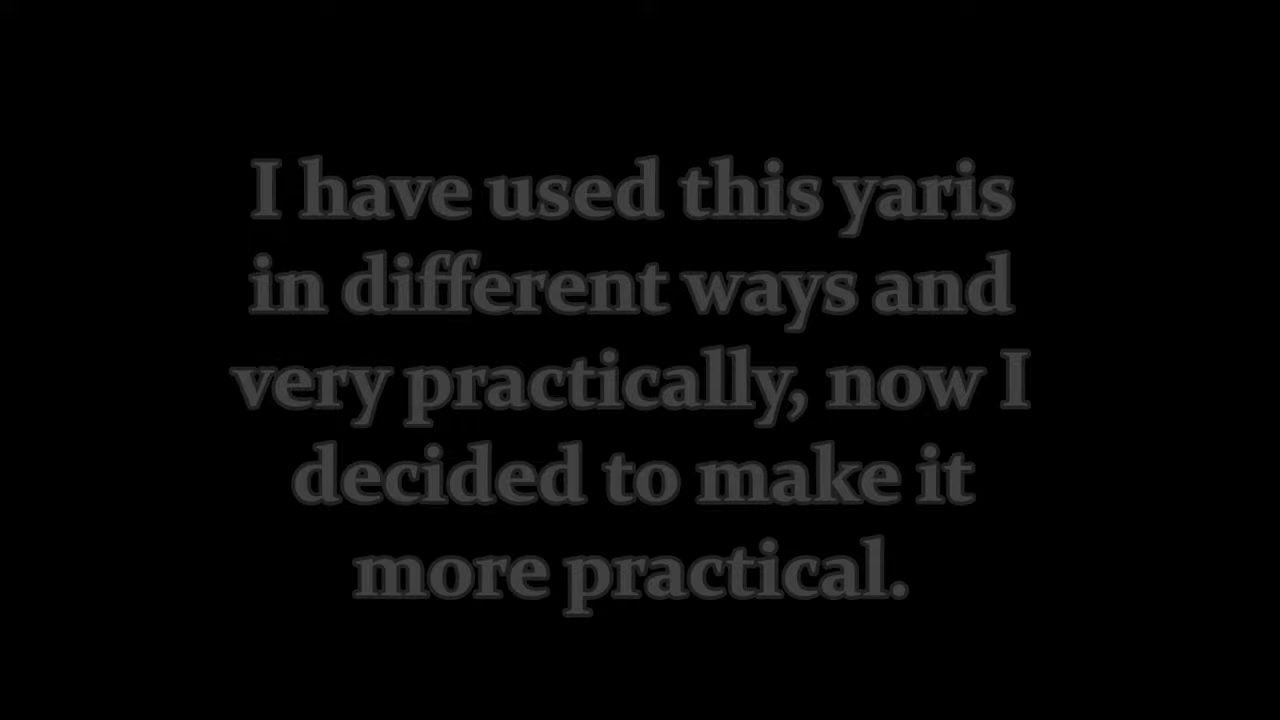 I have used this yaris
in different ways and
very practically, now I
decided to make it
more practical.